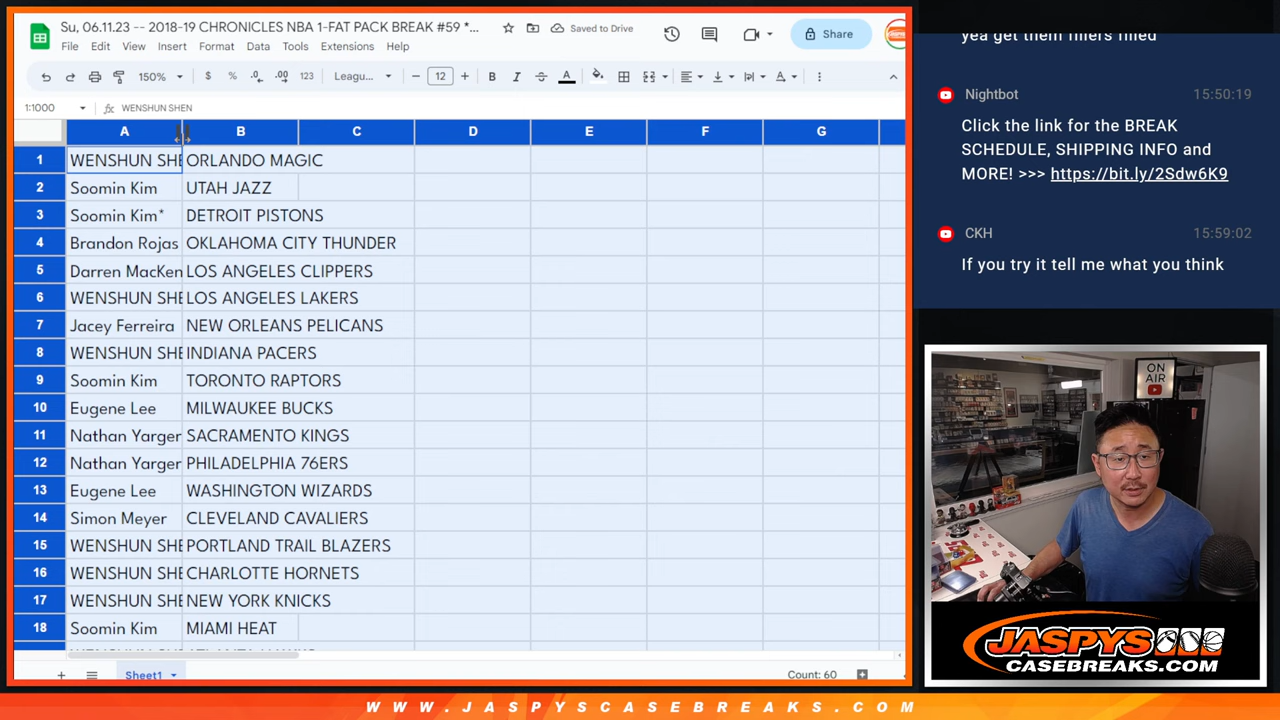 Su, 06.11.23 -- 2018-19 CHRONICLES NBA 1-FAT PACK BREAK #59 *...
Saved to Drive
Share
File Edit View Insert Format Data Tools Extensions Help
150% $ % .0 .00 123 Leagu... 12 B I A
1:1000 fx WENSHUN SHEN
A B C D E F G
1 WENSHUN SHE ORLANDO MAGIC
2 Soomin Kim UTAH JAZZ
3 Soomin Kim* DETROIT PISTONS
4 Brandon Rojas OKLAHOMA CITY THUNDER
5 Darren MacKen LOS ANGELES CLIPPERS
6 WENSHUN SHE LOS ANGELES LAKERS
7 Jacey Ferreira NEW ORLEANS PELICANS
8 WENSHUN SHE INDIANA PACERS
9 Soomin Kim TORONTO RAPTORS
10 Eugene Lee MILWAUKEE BUCKS
11 Nathan Yarger SACRAMENTO KINGS
12 Nathan Yarger PHILADELPHIA 76ERS
13 Eugene Lee WASHINGTON WIZARDS
14 Simon Meyer CLEVELAND CAVALIERS
15 WENSHUN SHE PORTLAND TRAIL BLAZERS
16 WENSHUN SHE CHARLOTTE HORNETS
17 WENSHUN SHE NEW YORK KNICKS
18 Soomin Kim MIAMI HEAT
Sheet1
Count: 60
yea get them fillers filled
Nightbot 15:50:19
Click the link for the BREAK
SCHEDULE, SHIPPING INFO and
MORE! >>> https://bit.ly/2Sdw6K9
CKH 15:59:02
If you try it tell me what you think
ON
AIR
JASPYS
CASEBREAKS.COM
WWW.JASPYSCASEBREAKS.COM